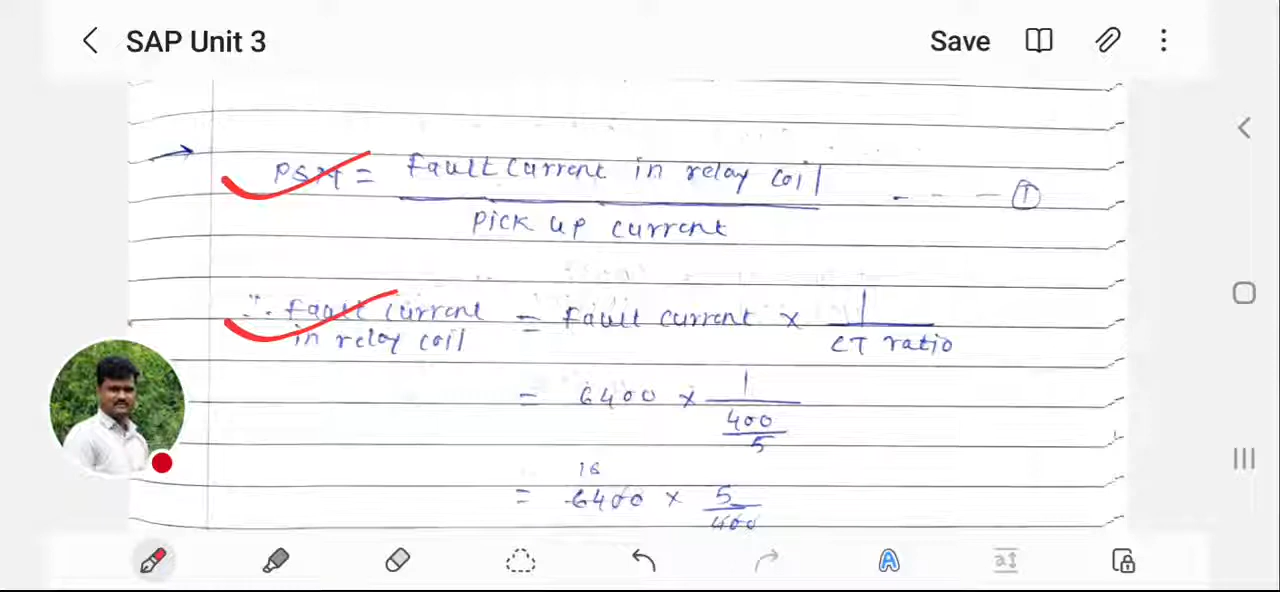 SAP Unit 3
Save
→ PSM = Fault Current in relay coil - - - ①
Pick up current
∴ Fault Current = Fault Current × 1
in relay coil CT ratio
= 6400 × 1
400
5
16
= 6400 × 5
400